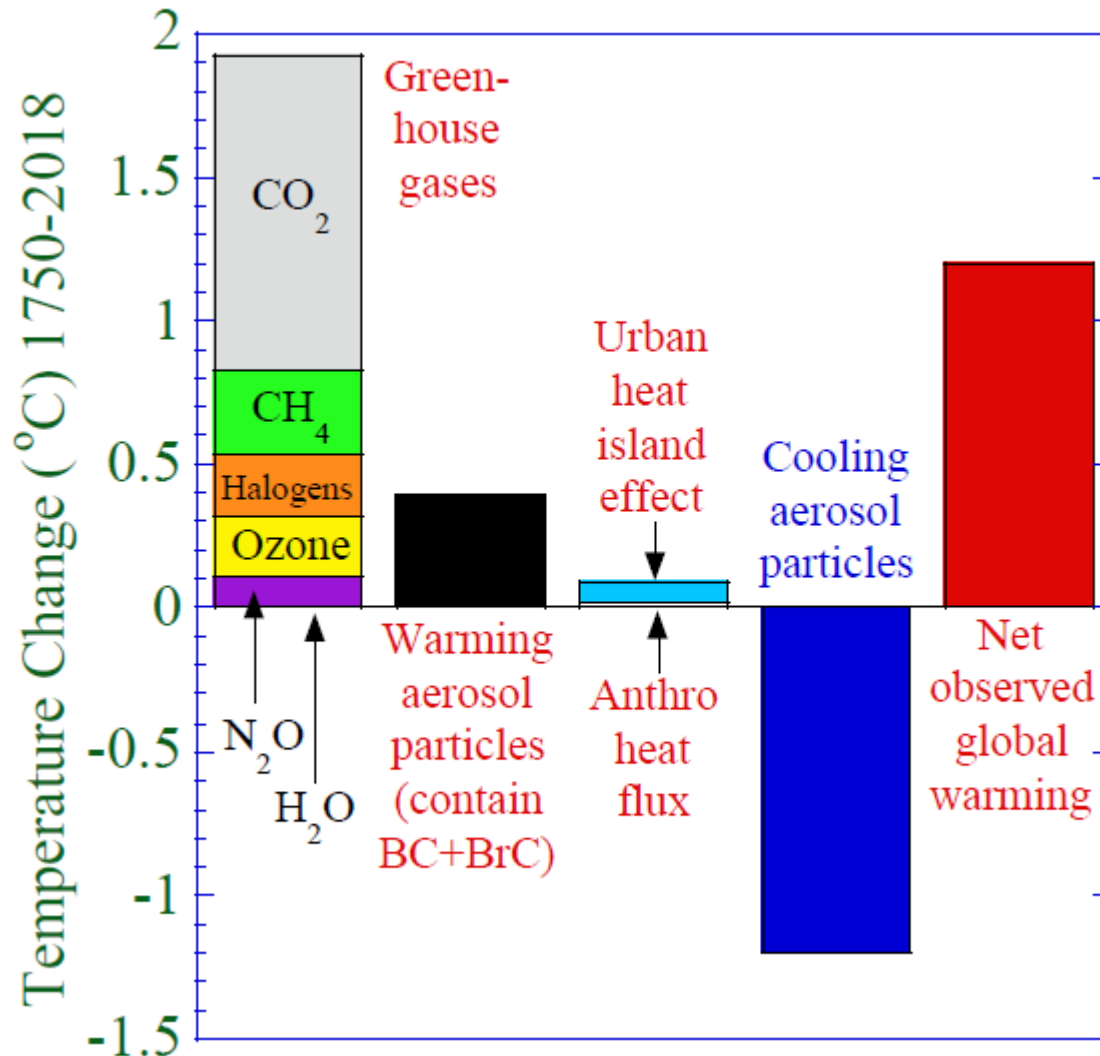 Temperature Change (°C) 1750-2018
2
1.5
1
0.5
0
-0.5
-1
-1.5
CO₂
CH₄
Halogens
Ozone
N₂O
H₂O
Green-
house
gases
Warming
aerosol
particles
(contain
BC+BrC)
Urban
heat
island
effect
Anthro
heat
flux
Cooling
aerosol
particles
Net
observed
global
warming